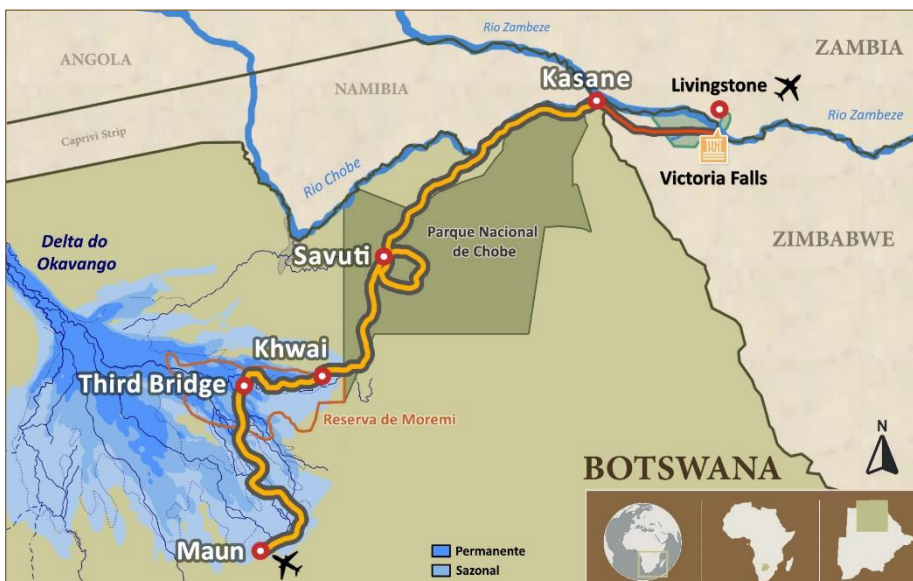 Rio Zambeze
ZAMBIA
ANGOLA
Kasane
Livingstone
NAMIBIA
Rio Zambeze
Caprivi Strip
Victoria Falls
Rio Chobe
Parque Nacional
de Chobe
ZIMBABWE
Delta do
Okavango
Savuti
Khwai
Third Bridge
Reserva de Moremi
N
BOTSWANA
Maun
Permanente
Sazonal